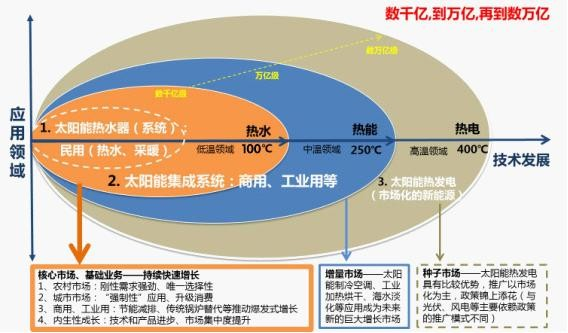 数千亿,到万亿,再到数万亿
数万亿级
万亿级
数千亿级
应用领域
1. 太阳能热水器（系统）：
民用（热水、采暖）
热水
低温领域
100℃
热能
中温领域
250℃
热电
高温领域
400℃
技术发展
2. 太阳能集成系统：商用、工业用等
3. 太阳能热发电
（市场化的新能源）
核心市场、基础业务——持续快速增长
1、农村市场：刚性需求强劲、唯一选择性
2、城市市场：“强制性”应用、升级消费
3、商用、工业用：节能减排、传统锅炉替代等推动爆发式增长
4、内生性成长：技术和产品进步、市场集中度提升
增量市场——太阳
能制冷空调、工业
加热烘干、海水淡
化等应用成为未来
新的巨大增长市场
种子市场——太阳能热发电
具有比较优势，推广以市场
化为主，政策锦上添花（与
光伏、风电等主要依赖政策
的推广模式不同）